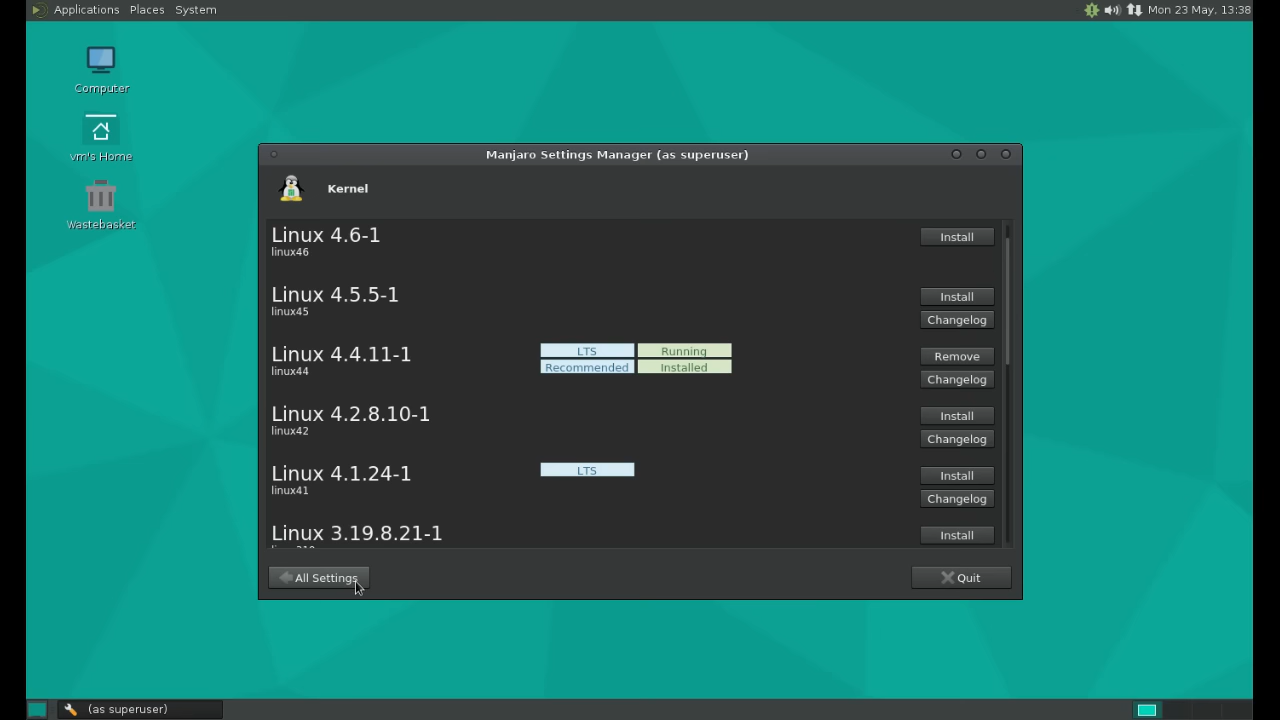 Applications Places System Mon 23 May, 13:38
Computer
vm's Home
Wastebasket
Manjaro Settings Manager (as superuser)
Kernel
Linux 4.6-1 Install
linux46
Linux 4.5.5-1 Install
linux45 Changelog
Linux 4.4.11-1 LTS Running Remove
linux44 Recommended Installed Changelog
Linux 4.2.8.10-1 Install
linux42 Changelog
Linux 4.1.24-1 LTS Install
linux41 Changelog
Linux 3.19.8.21-1 Install
All Settings Quit
(as superuser)